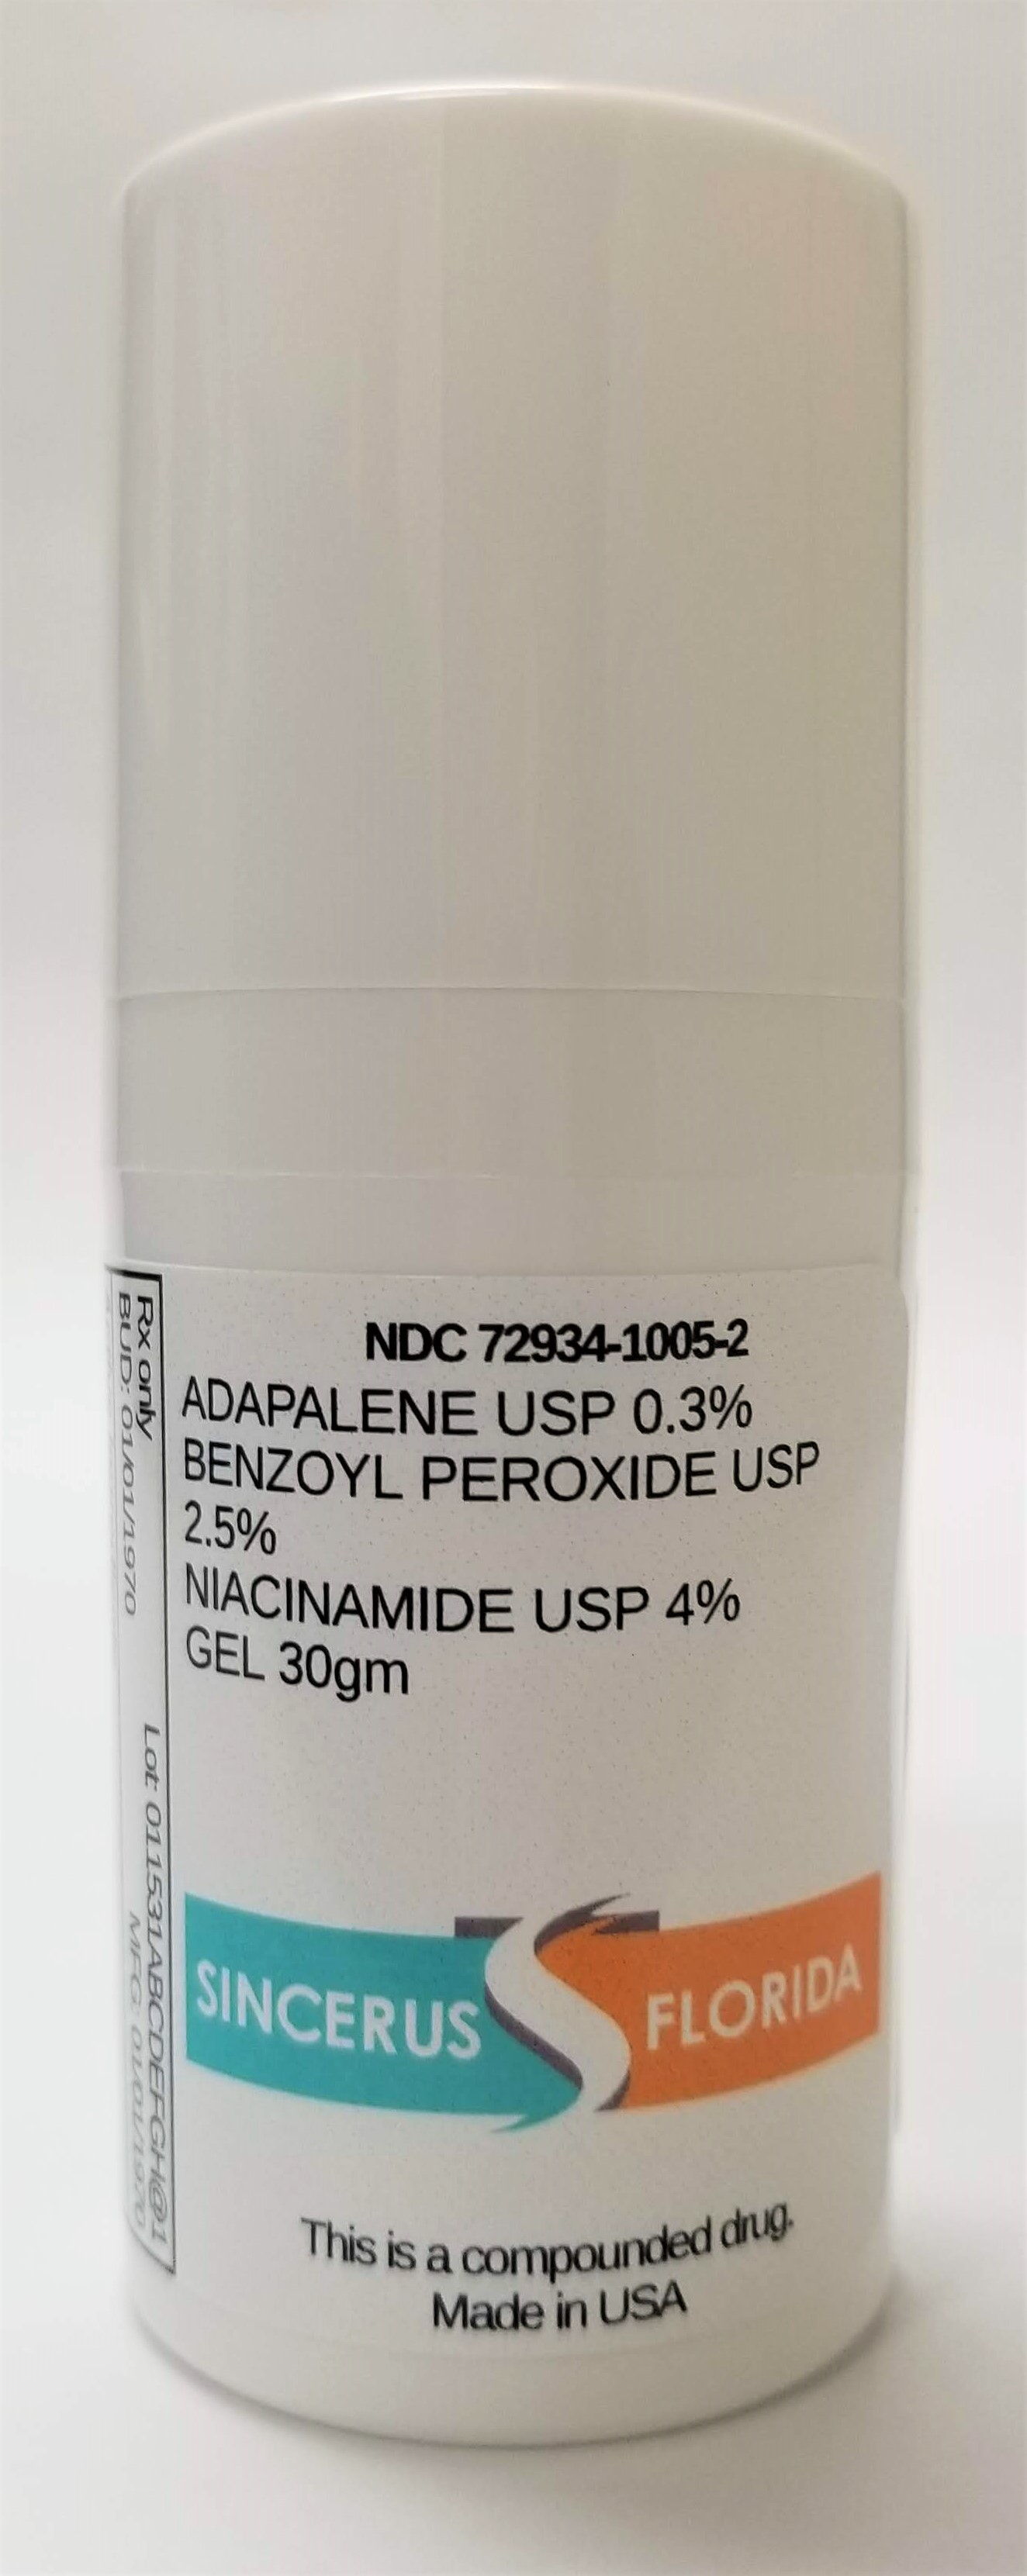 NDC 72934-1005-2
ADAPALENE USP 0.3%
BENZOYL PEROXIDE USP
2.5%
NIACINAMIDE USP 4%
GEL 30gm
SINCERUS FLORIDA
This is a compounded drug.
Made in USA
Rx only Lot: 011531ABCDEFGH@1
BUD: 01/01/1970 MFG: 01/01/1970